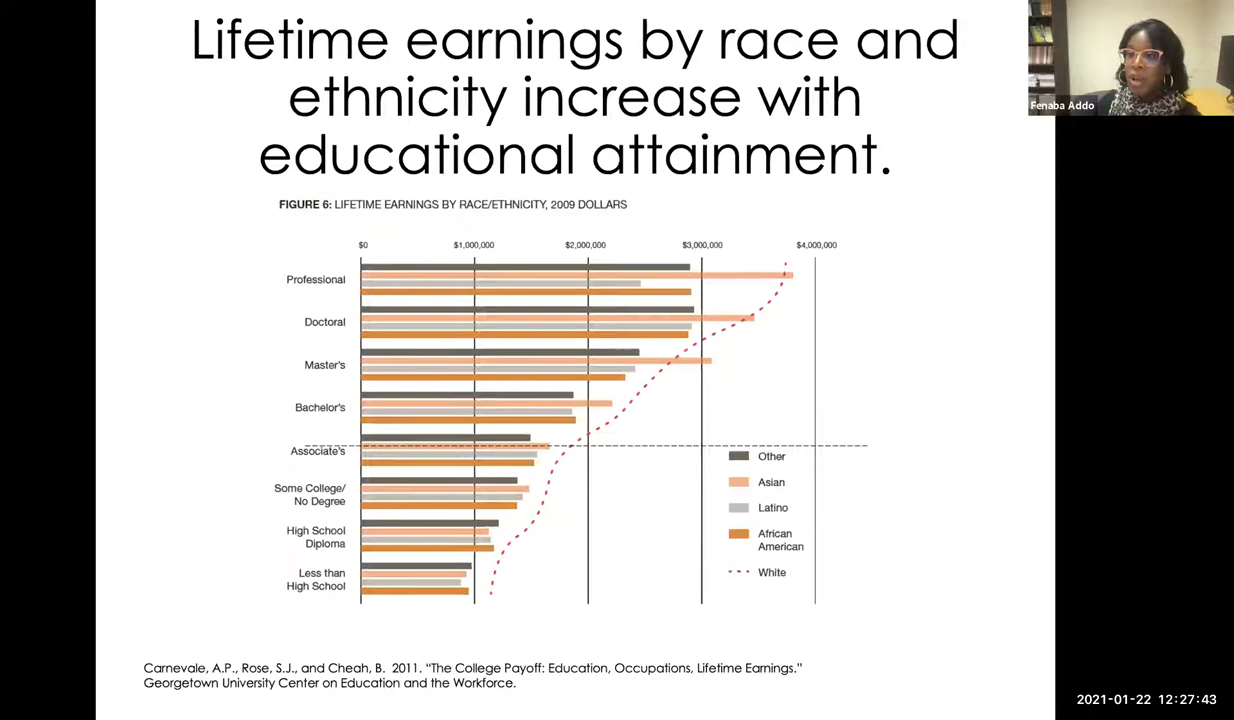 Lifetime earnings by race and
ethnicity increase with
educational attainment.
Fenaba Addo
FIGURE 6: LIFETIME EARNINGS BY RACE/ETHNICITY, 2009 DOLLARS
$0 $1,000,000 $2,000,000 $3,000,000 $4,000,000
Professional
Doctoral
Master's
Bachelor's
Associate's
Some College/
No Degree
High School
Diploma
Less than
High School
Other
Asian
Latino
African
American
White
Carnevale, A.P., Rose, S.J., and Cheah, B. 2011. "The College Payoff: Education, Occupations, Lifetime Earnings."
Georgetown University Center on Education and the Workforce.
2021-01-22 12:27:43